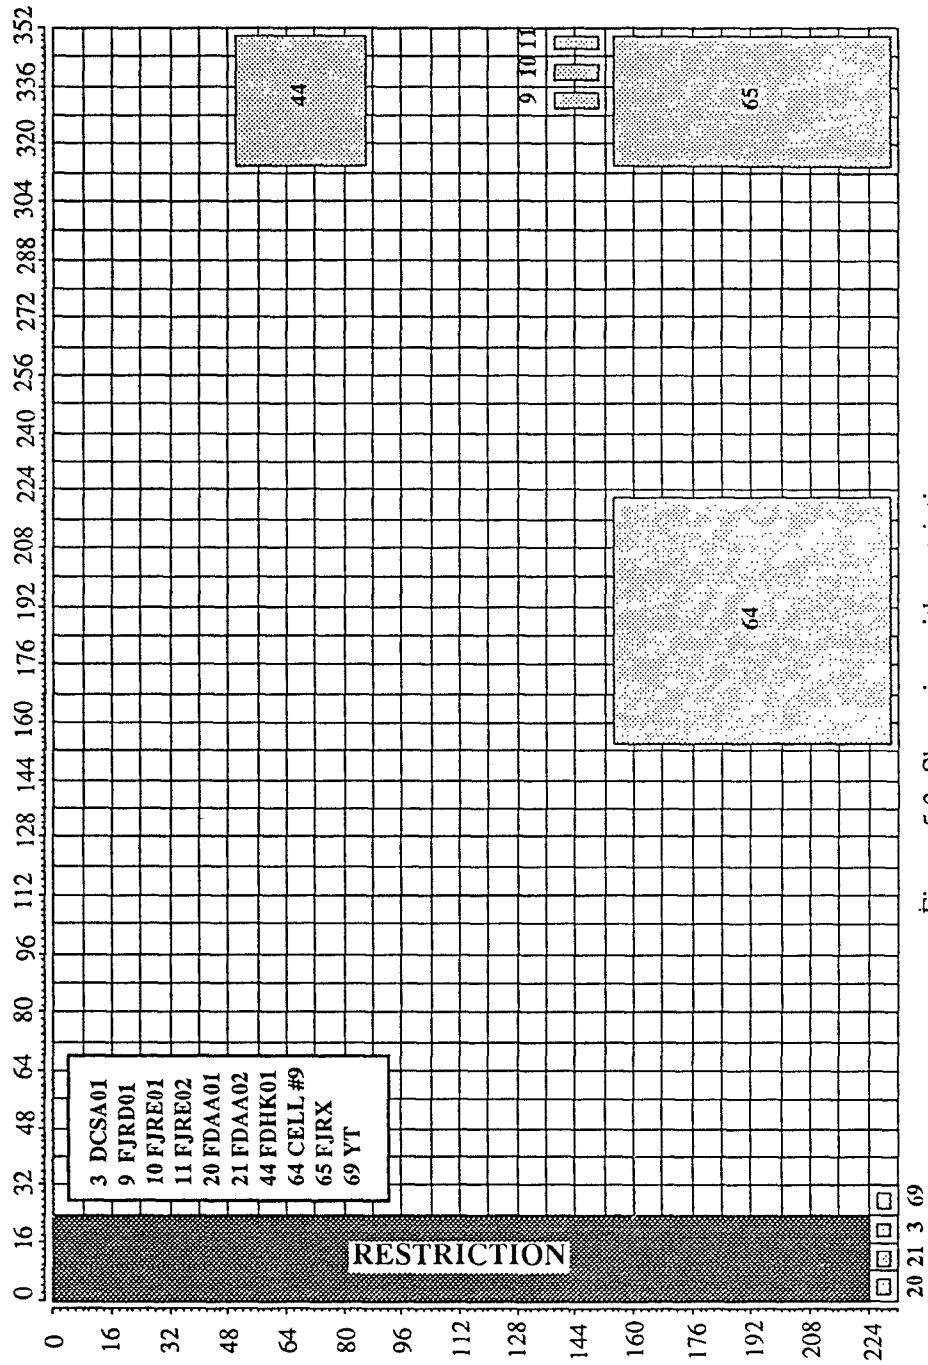 0 16 32 48 64 80 96 112 128 144 160 176 192 208 224 240 256 272 288 304 320 336 352
0
16
32
48
64
80
96
112
128
144
160
176
192
208
224
3 DCSA01
9 FJRD01
10 FJRE01
11 FJRE02
20 FDAA01
21 FDAA02
44 FDHK01
64 CELL #9
65 FJRX
69 YT
RESTRICTION
44
9 10 11
65
64
20 21 3 69